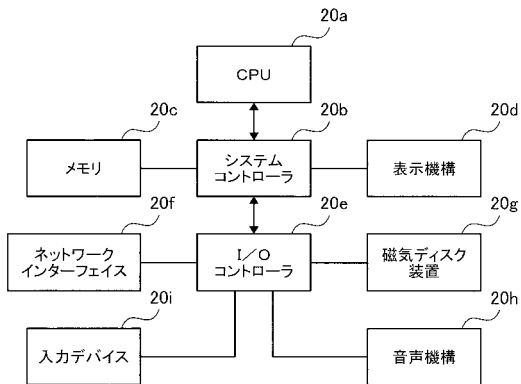 20a
CPU
20c
20b
20d
メモリ
システム
コントローラ
表示機構
20f
20e
20g
ネットワーク
インターフェイス
I/O
コントローラ
磁気ディスク
装置
20i
20h
入力デバイス
音声機構